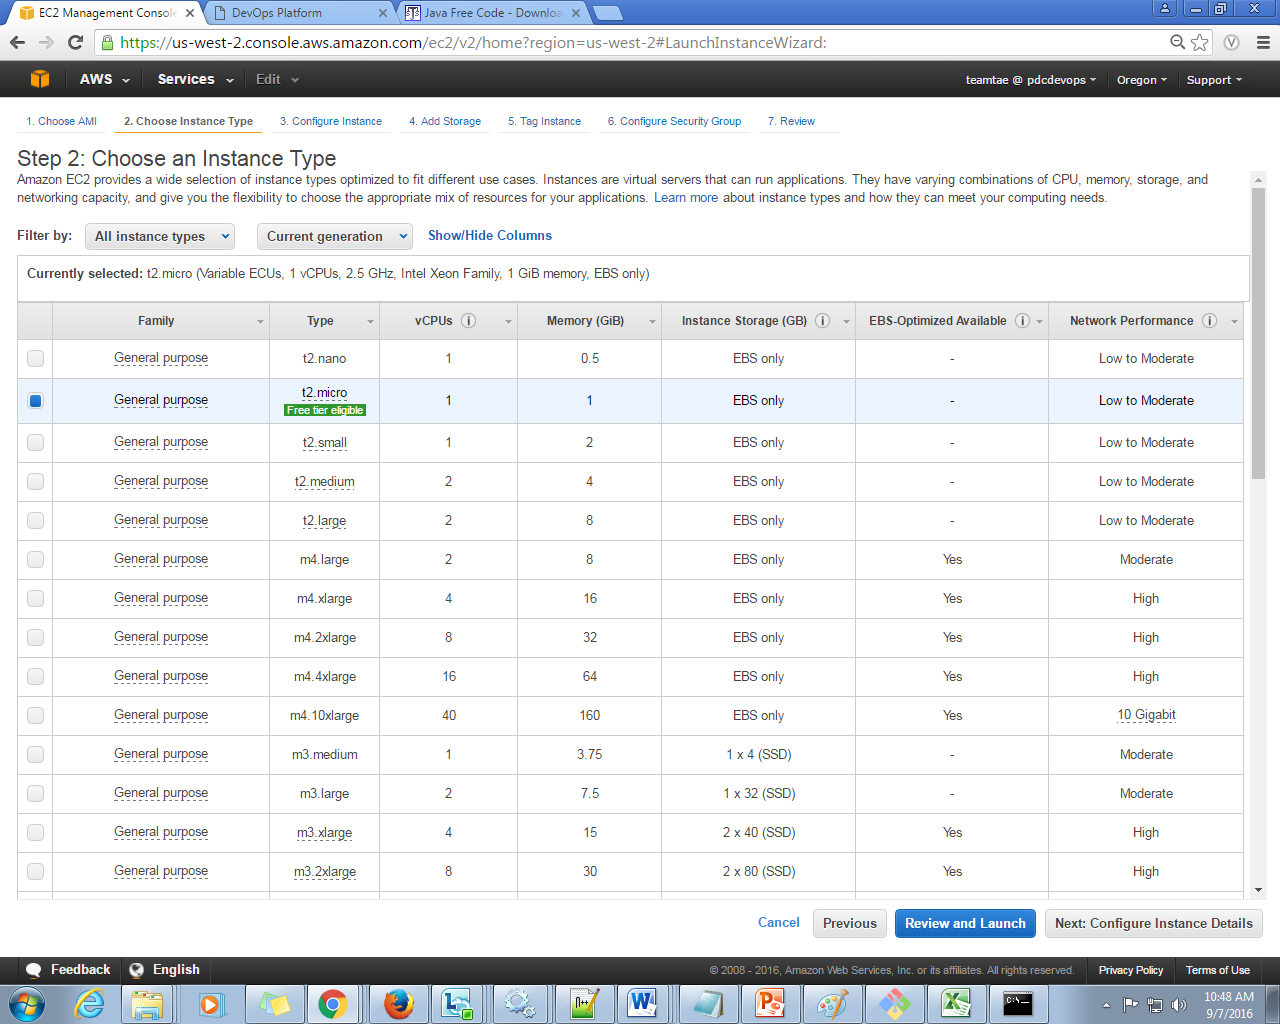 EC2 Management Consol
DevOps Platform
Java Free Code - Downloa
https://us-west-2.console.aws.amazon.com/ec2/v2/home?region=us-west-2#LaunchInstanceWizard:
AWS Services Edit teamtae @ pdcdevops Oregon Support
1. Choose AMI 2. Choose Instance Type 3. Configure Instance 4. Add Storage 5. Tag Instance 6. Configure Security Group 7. Review
Step 2: Choose an Instance Type
Amazon EC2 provides a wide selection of instance types optimized to fit different use cases. Instances are virtual servers that can run applications. They have varying combinations of CPU, memory, storage, and
networking capacity, and give you the flexibility to choose the appropriate mix of resources for your applications. Learn more about instance types and how they can meet your computing needs.
Filter by: All instance types Current generation Show/Hide Columns
Currently selected: t2.micro (Variable ECUs, 1 vCPUs, 2.5 GHz, Intel Xeon Family, 1 GiB memory, EBS only)
Family Type vCPUs Memory (GiB) Instance Storage (GB) EBS-Optimized Available Network Performance
General purpose t2.nano 1 0.5 EBS only - Low to Moderate
General purpose t2.micro 1 1 EBS only - Low to Moderate
Free tier eligible
General purpose t2.small 1 2 EBS only - Low to Moderate
General purpose t2.medium 2 4 EBS only - Low to Moderate
General purpose t2.large 2 8 EBS only - Low to Moderate
General purpose m4.large 2 8 EBS only Yes Moderate
General purpose m4.xlarge 4 16 EBS only Yes High
General purpose m4.2xlarge 8 32 EBS only Yes High
General purpose m4.4xlarge 16 64 EBS only Yes High
General purpose m4.10xlarge 40 160 EBS only Yes 10 Gigabit
General purpose m3.medium 1 3.75 1 x 4 (SSD) - Moderate
General purpose m3.large 2 7.5 1 x 32 (SSD) - Moderate
General purpose m3.xlarge 4 15 2 x 40 (SSD) Yes High
General purpose m3.2xlarge 8 30 2 x 80 (SSD) Yes High
Cancel Previous Review and Launch Next: Configure Instance Details
Feedback English © 2008 - 2016, Amazon Web Services, Inc. or its affiliates. All rights reserved. Privacy Policy Terms of Use
10:48 AM
9/7/2016